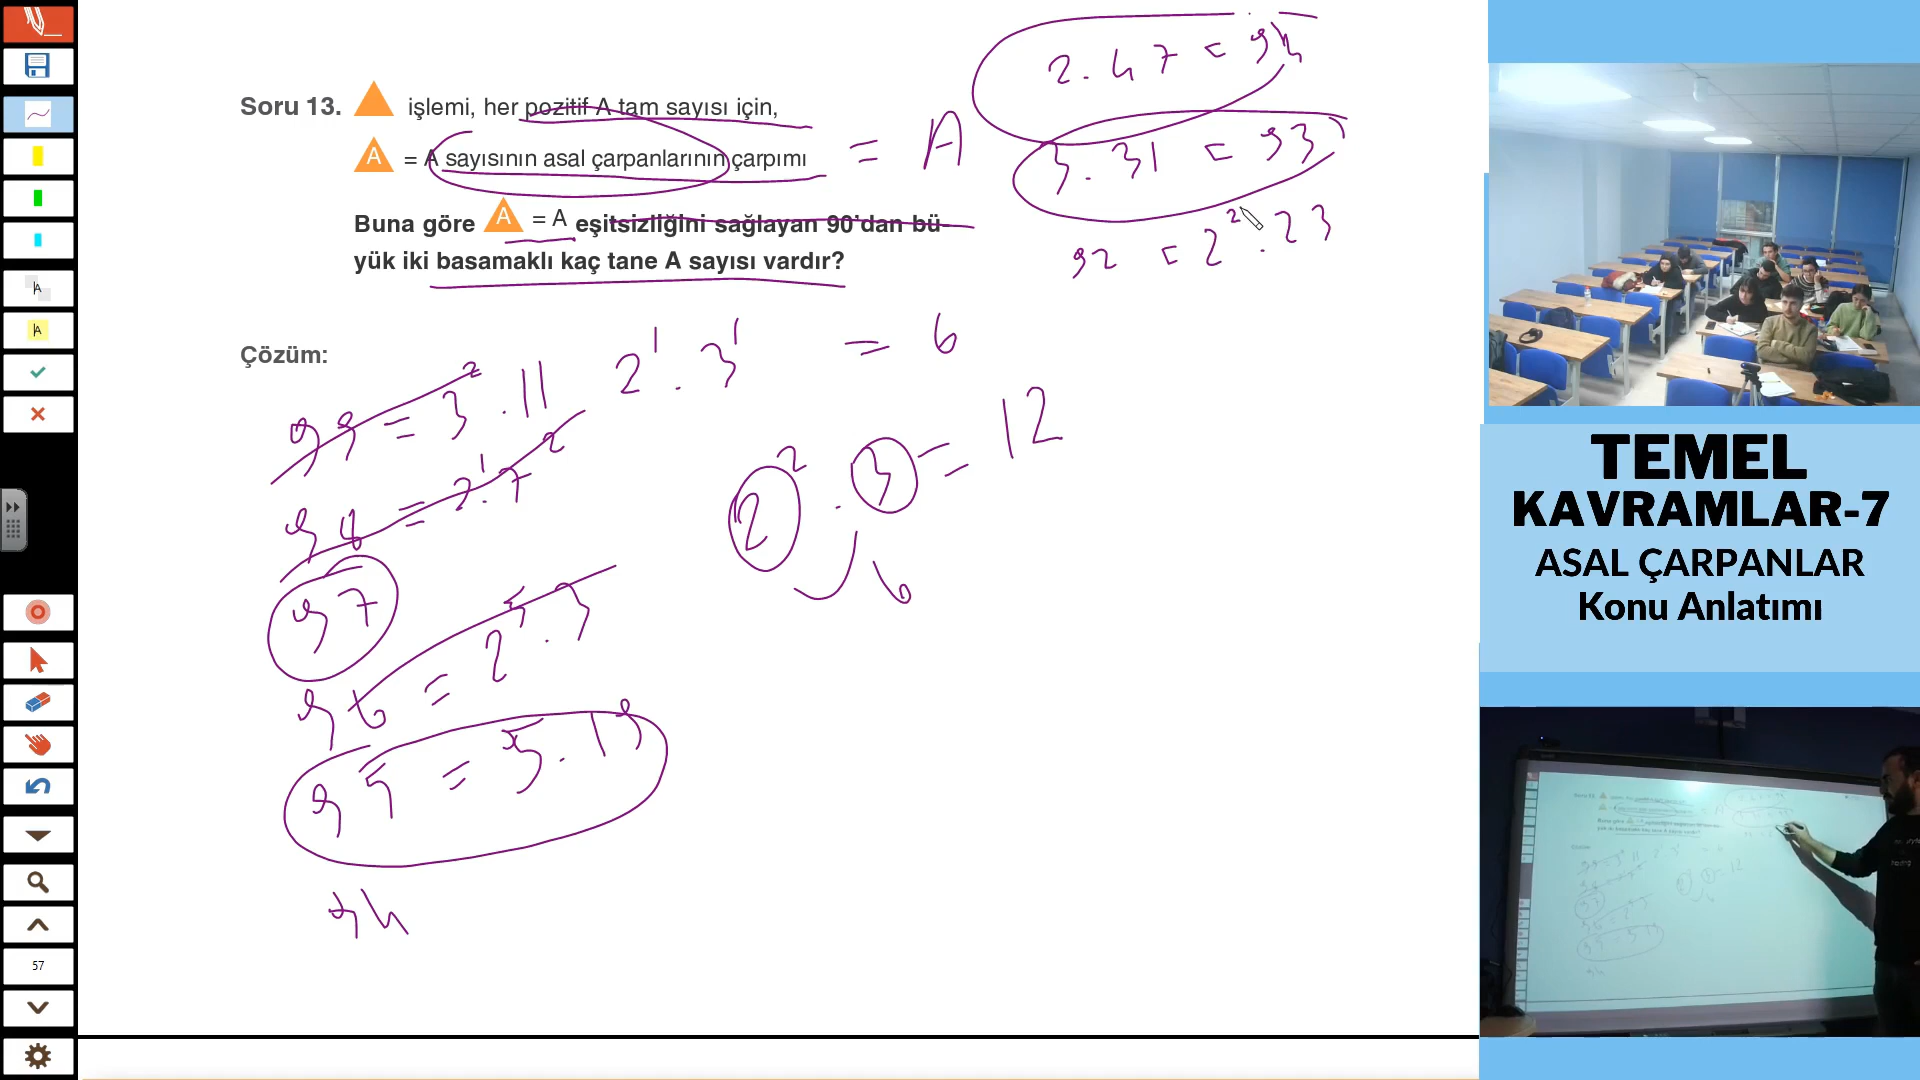 Soru 13. işlemi, her pozitif A tam sayısı için,
A = A sayısının asal çarpanlarının çarpımı = A
Buna göre A = A eşitsizliğini sağlayan 90'dan bü-
yük iki basamaklı kaç tane A sayısı vardır?
2.47 = 94
3.31 = 93
92 = 2².23
Çözüm:
2¹.3¹ = 6
99 = 3².11
98 = 2¹.7²
2².3 = 12
6
97
96 = 2⁵.3
95 = 5.19
94
57
TEMEL
KAVRAMLAR-7
ASAL ÇARPANLAR
Konu Anlatımı